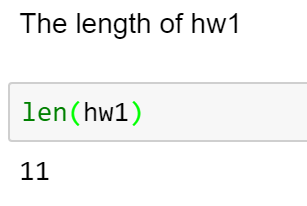 The length of hw1
len(hw1)
11